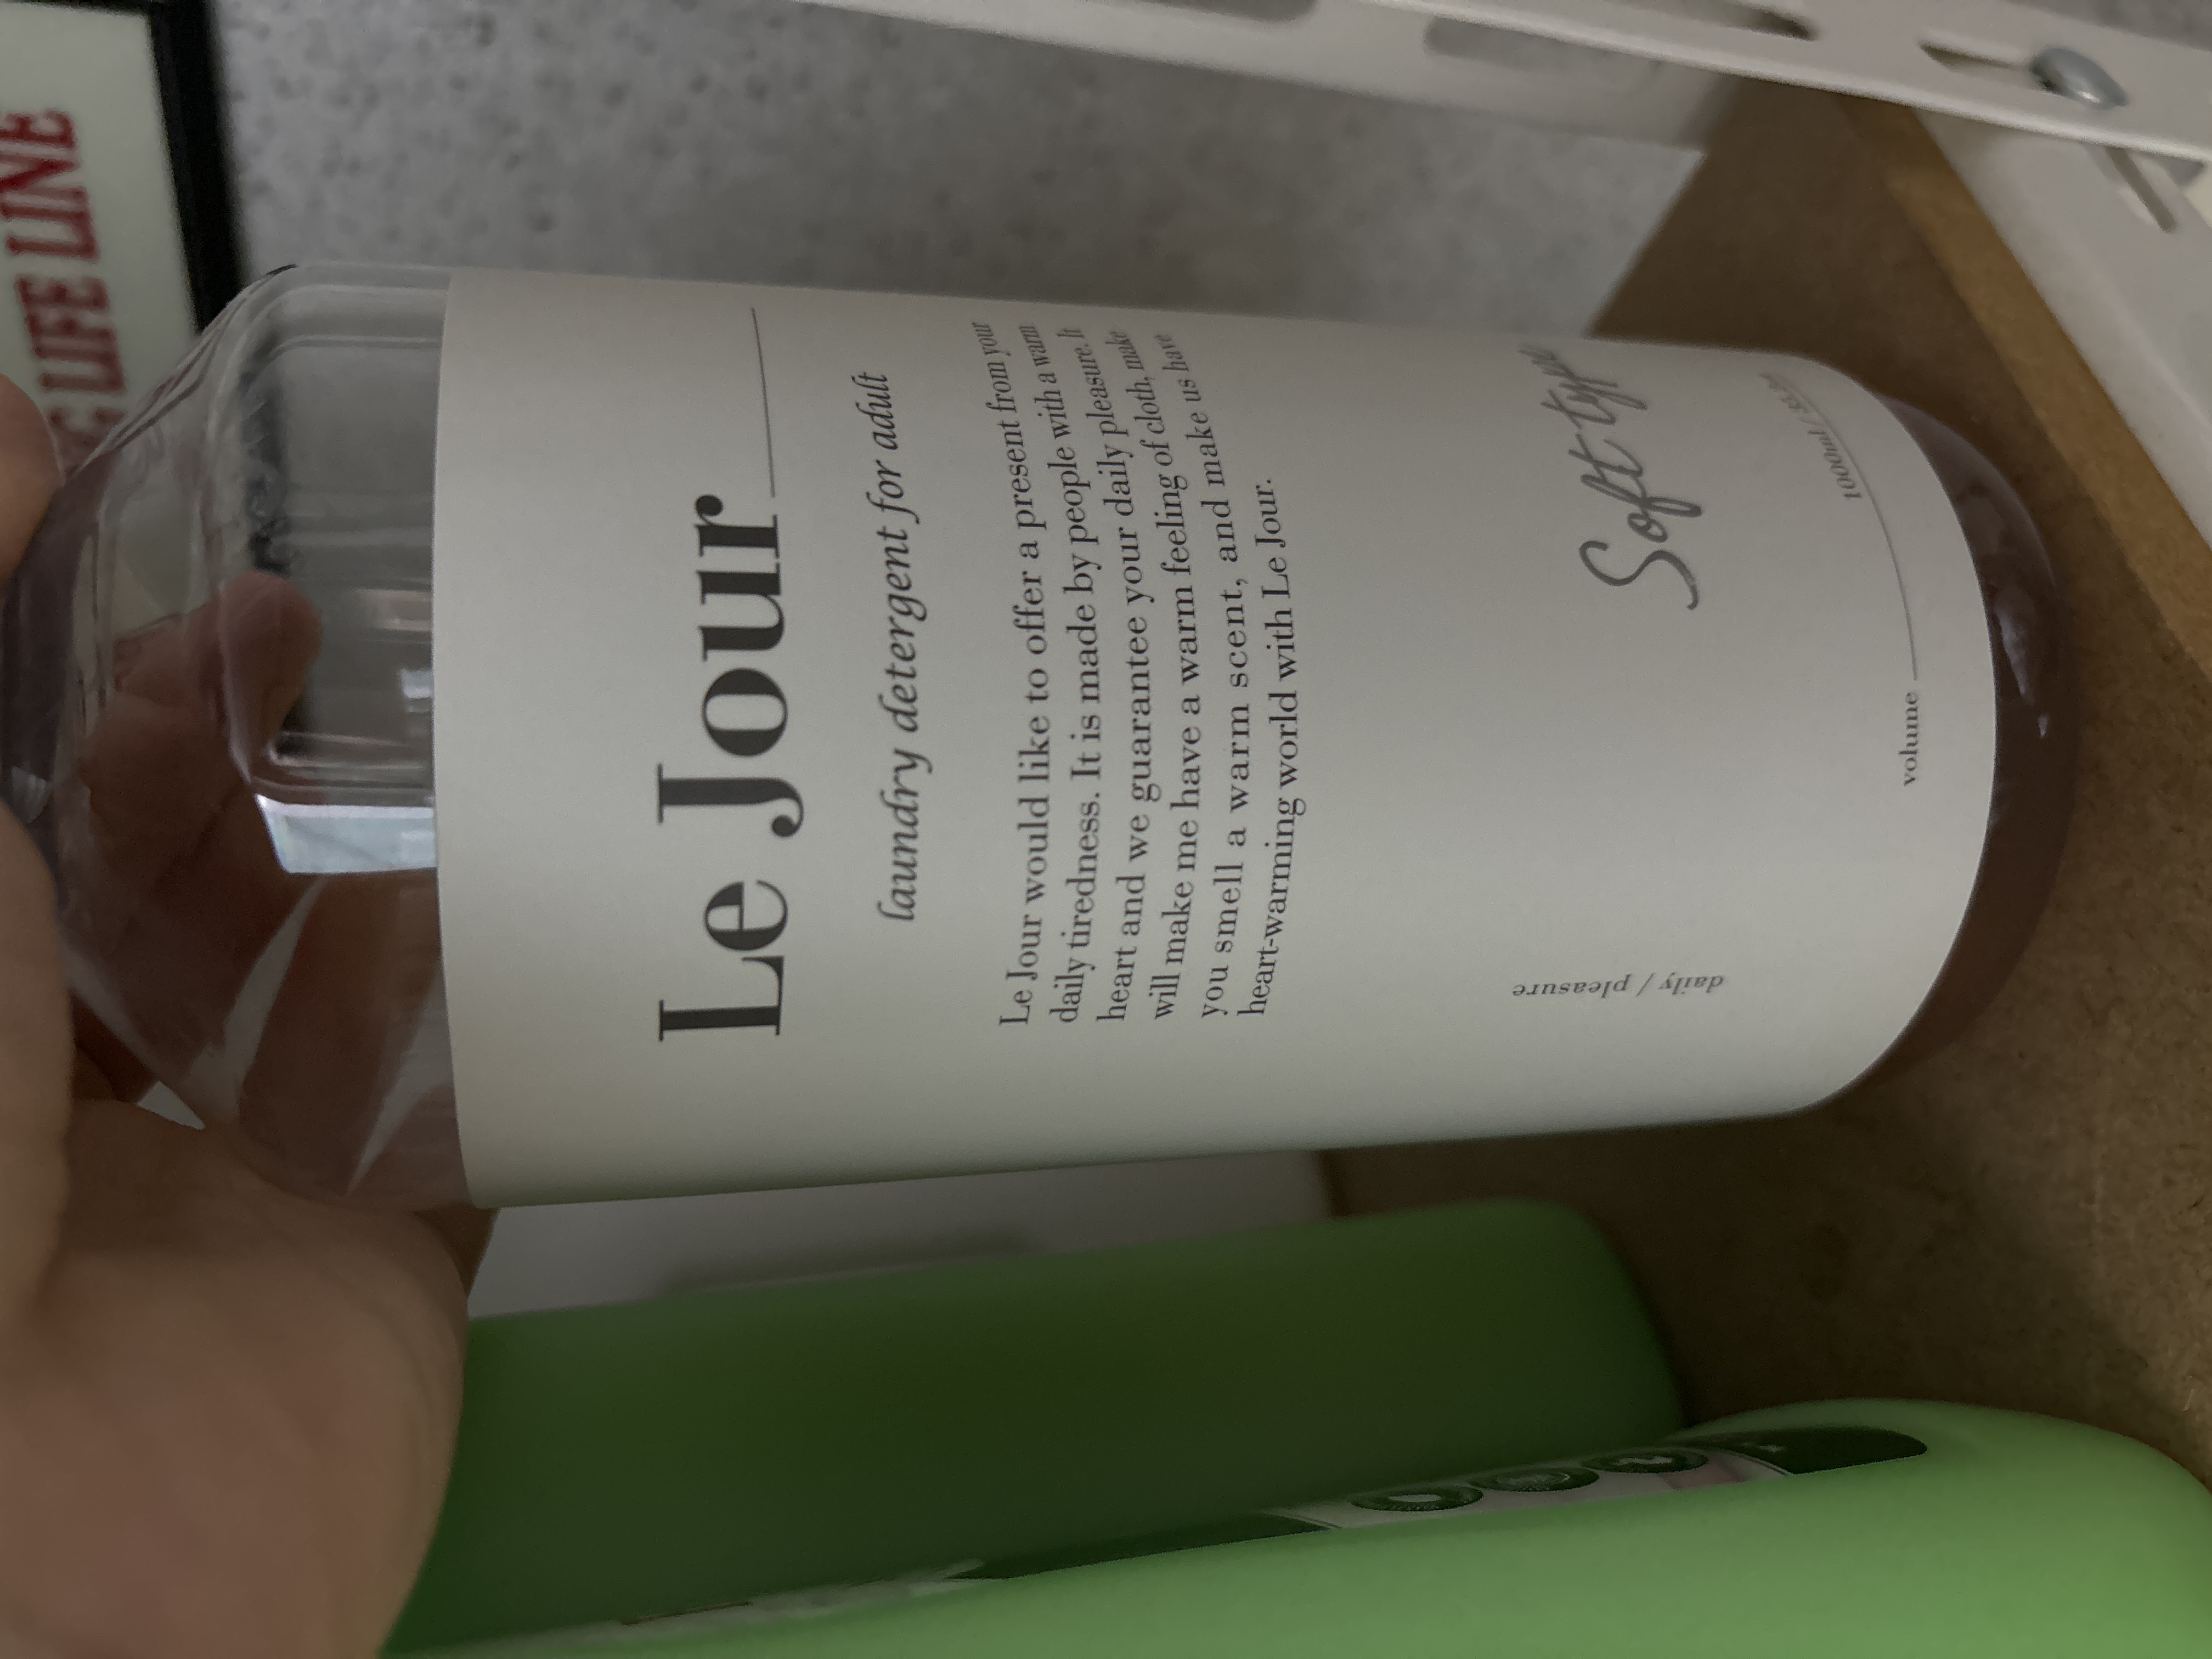 Le Jour
laundry detergent for adult
Le Jour would like to offer a present from your
daily tiredness. It is made by people with a warm
heart and we guarantee your daily pleasure. It
will make me have a warm feeling of cloth, make
you smell a warm scent, and make us have
heart-warming world with Le Jour.
daily / pleasure
Soft type
volume
1000ml /
LIFE LINE